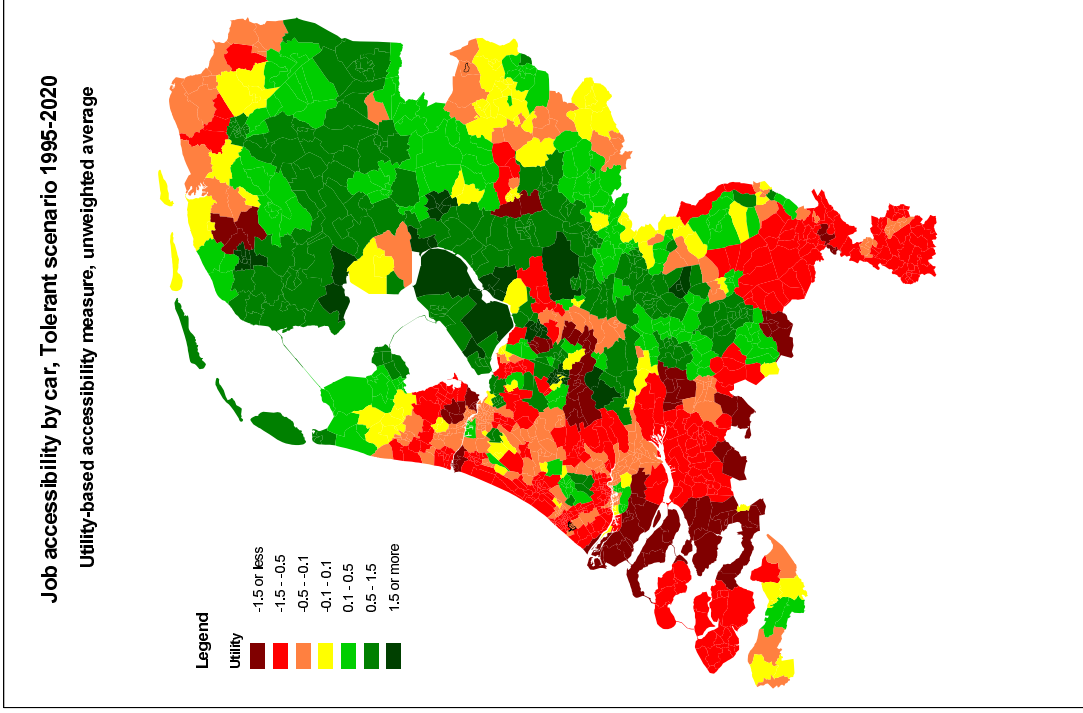 Job accessibility by car, Tolerant scenario 1995-2020
Utility-based accessibility measure, unweighted average
Legend
Utility
-1.5 or less
-1.5 - -0.5
-0.5 - -0.1
-0.1 - 0.1
0.1 - 0.5
0.5 - 1.5
1.5 or more